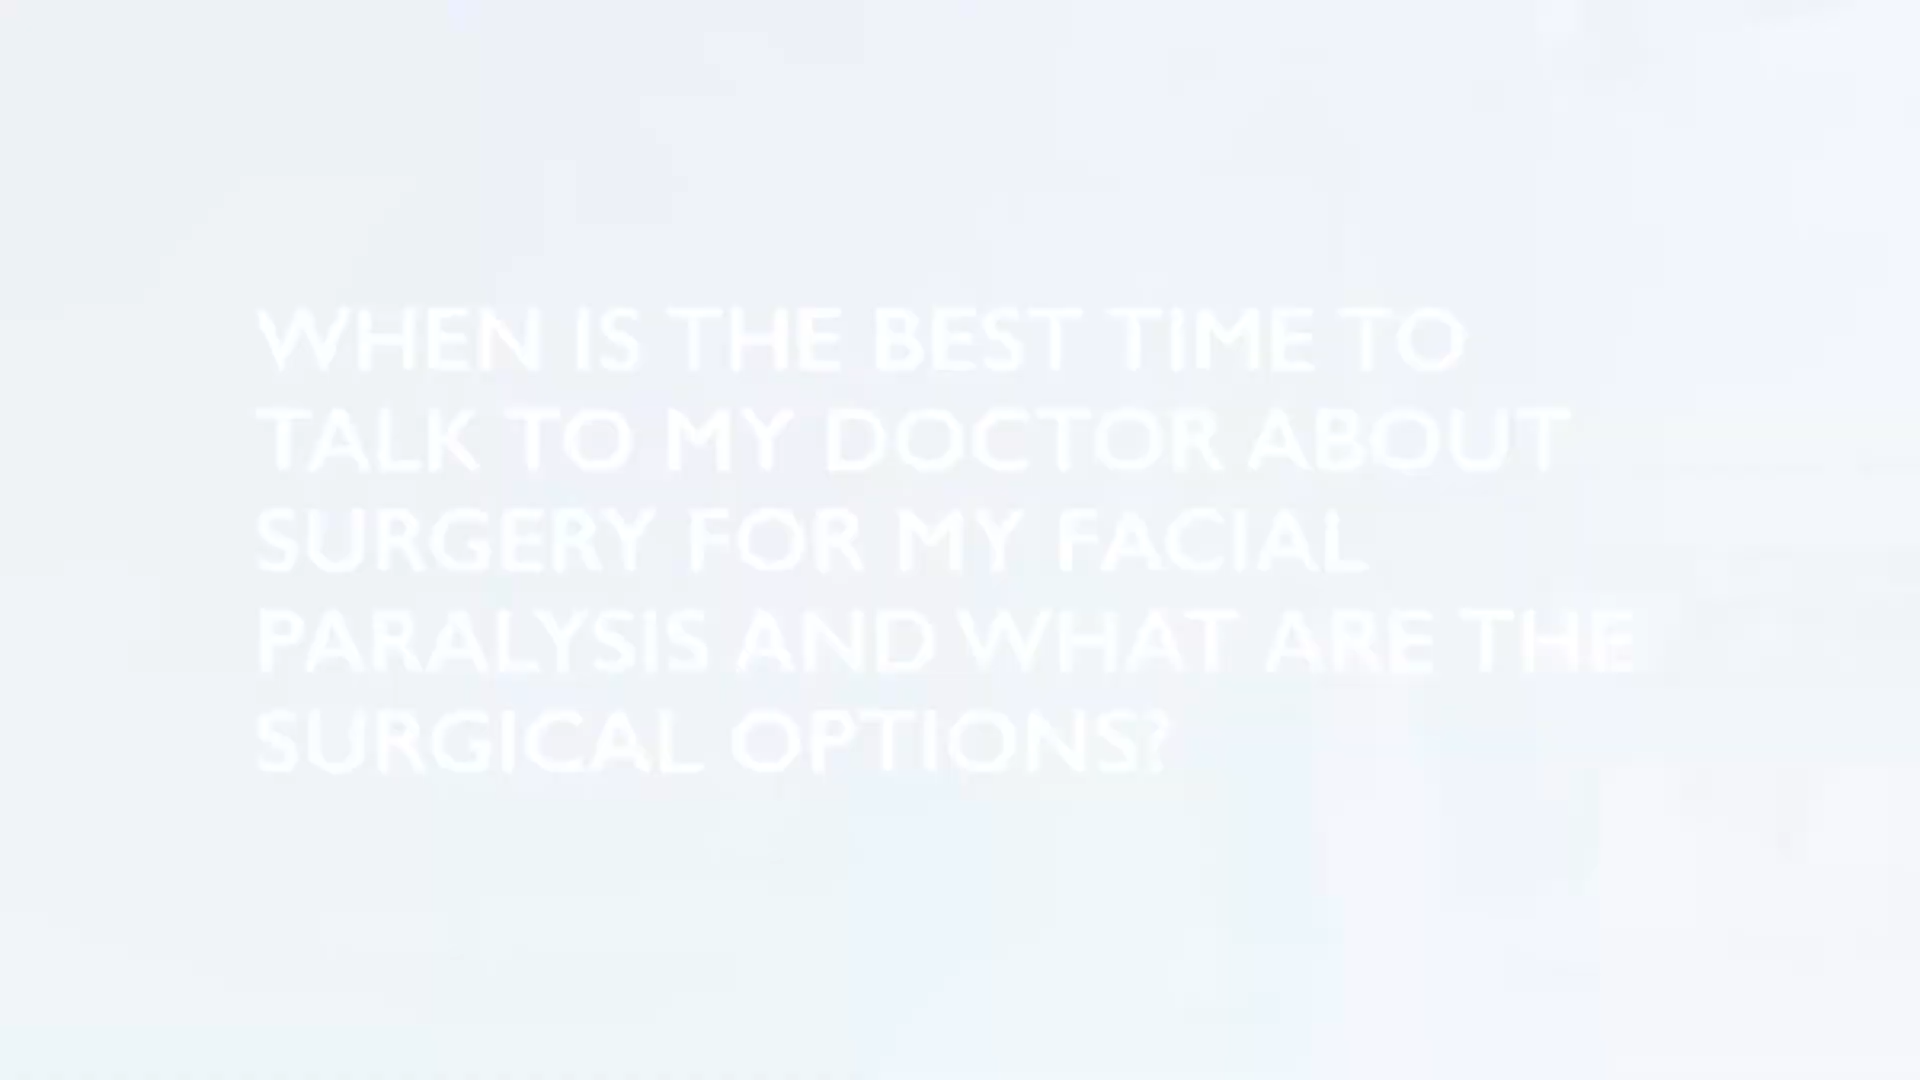 WHEN IS THE BEST TIME TO
TALK TO MY DOCTOR ABOUT
SURGERY FOR MY FACIAL
PARALYSIS AND WHAT ARE THE
SURGICAL OPTIONS?